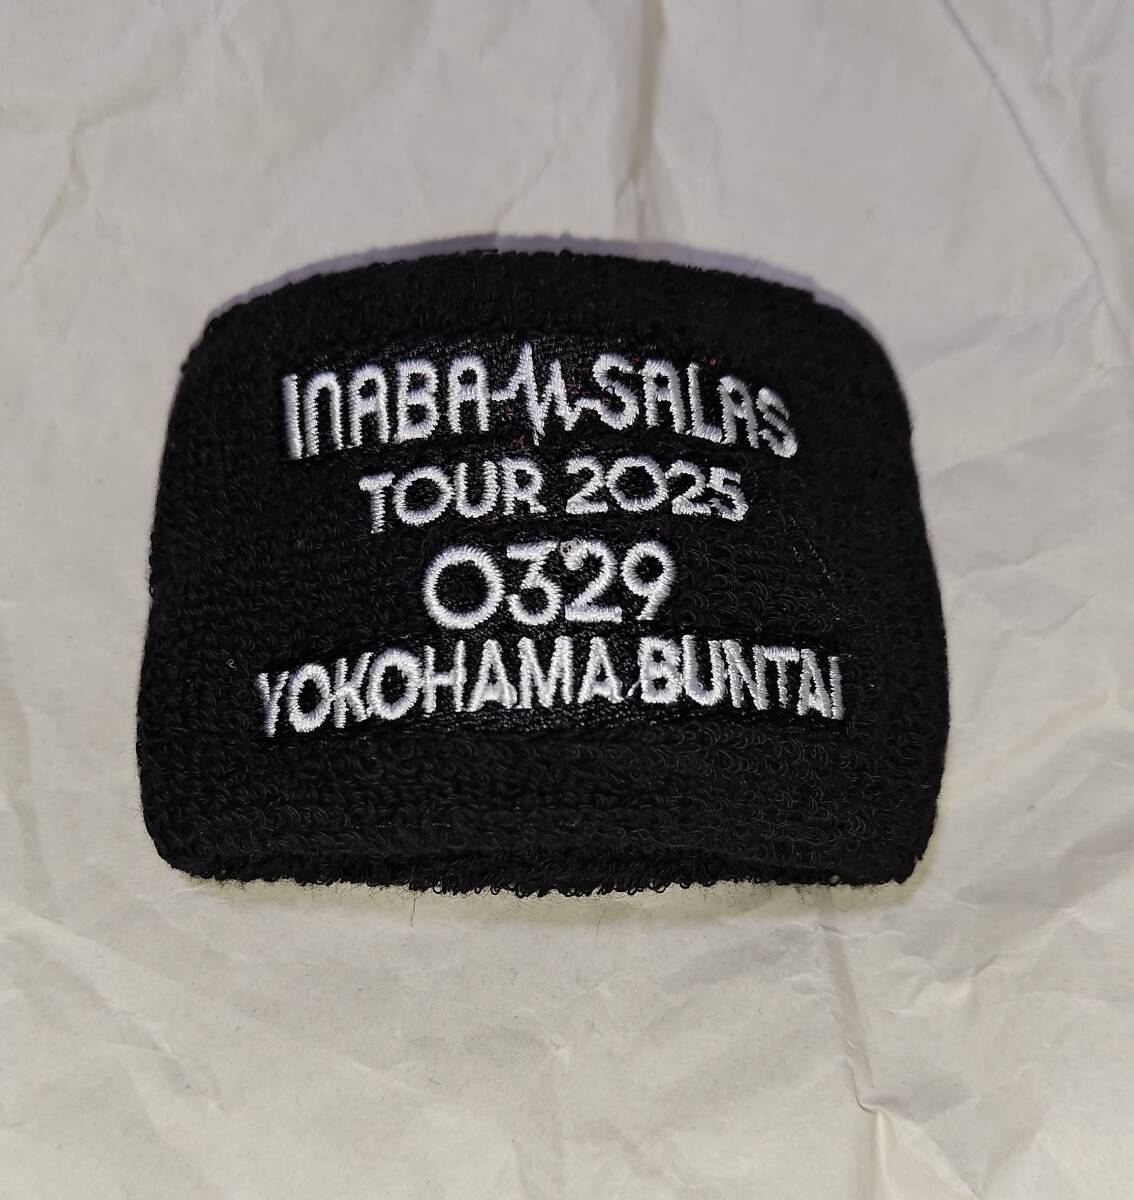 INABA SALAS
TOUR 2025
0329
YOKOHAMA BUNTAI